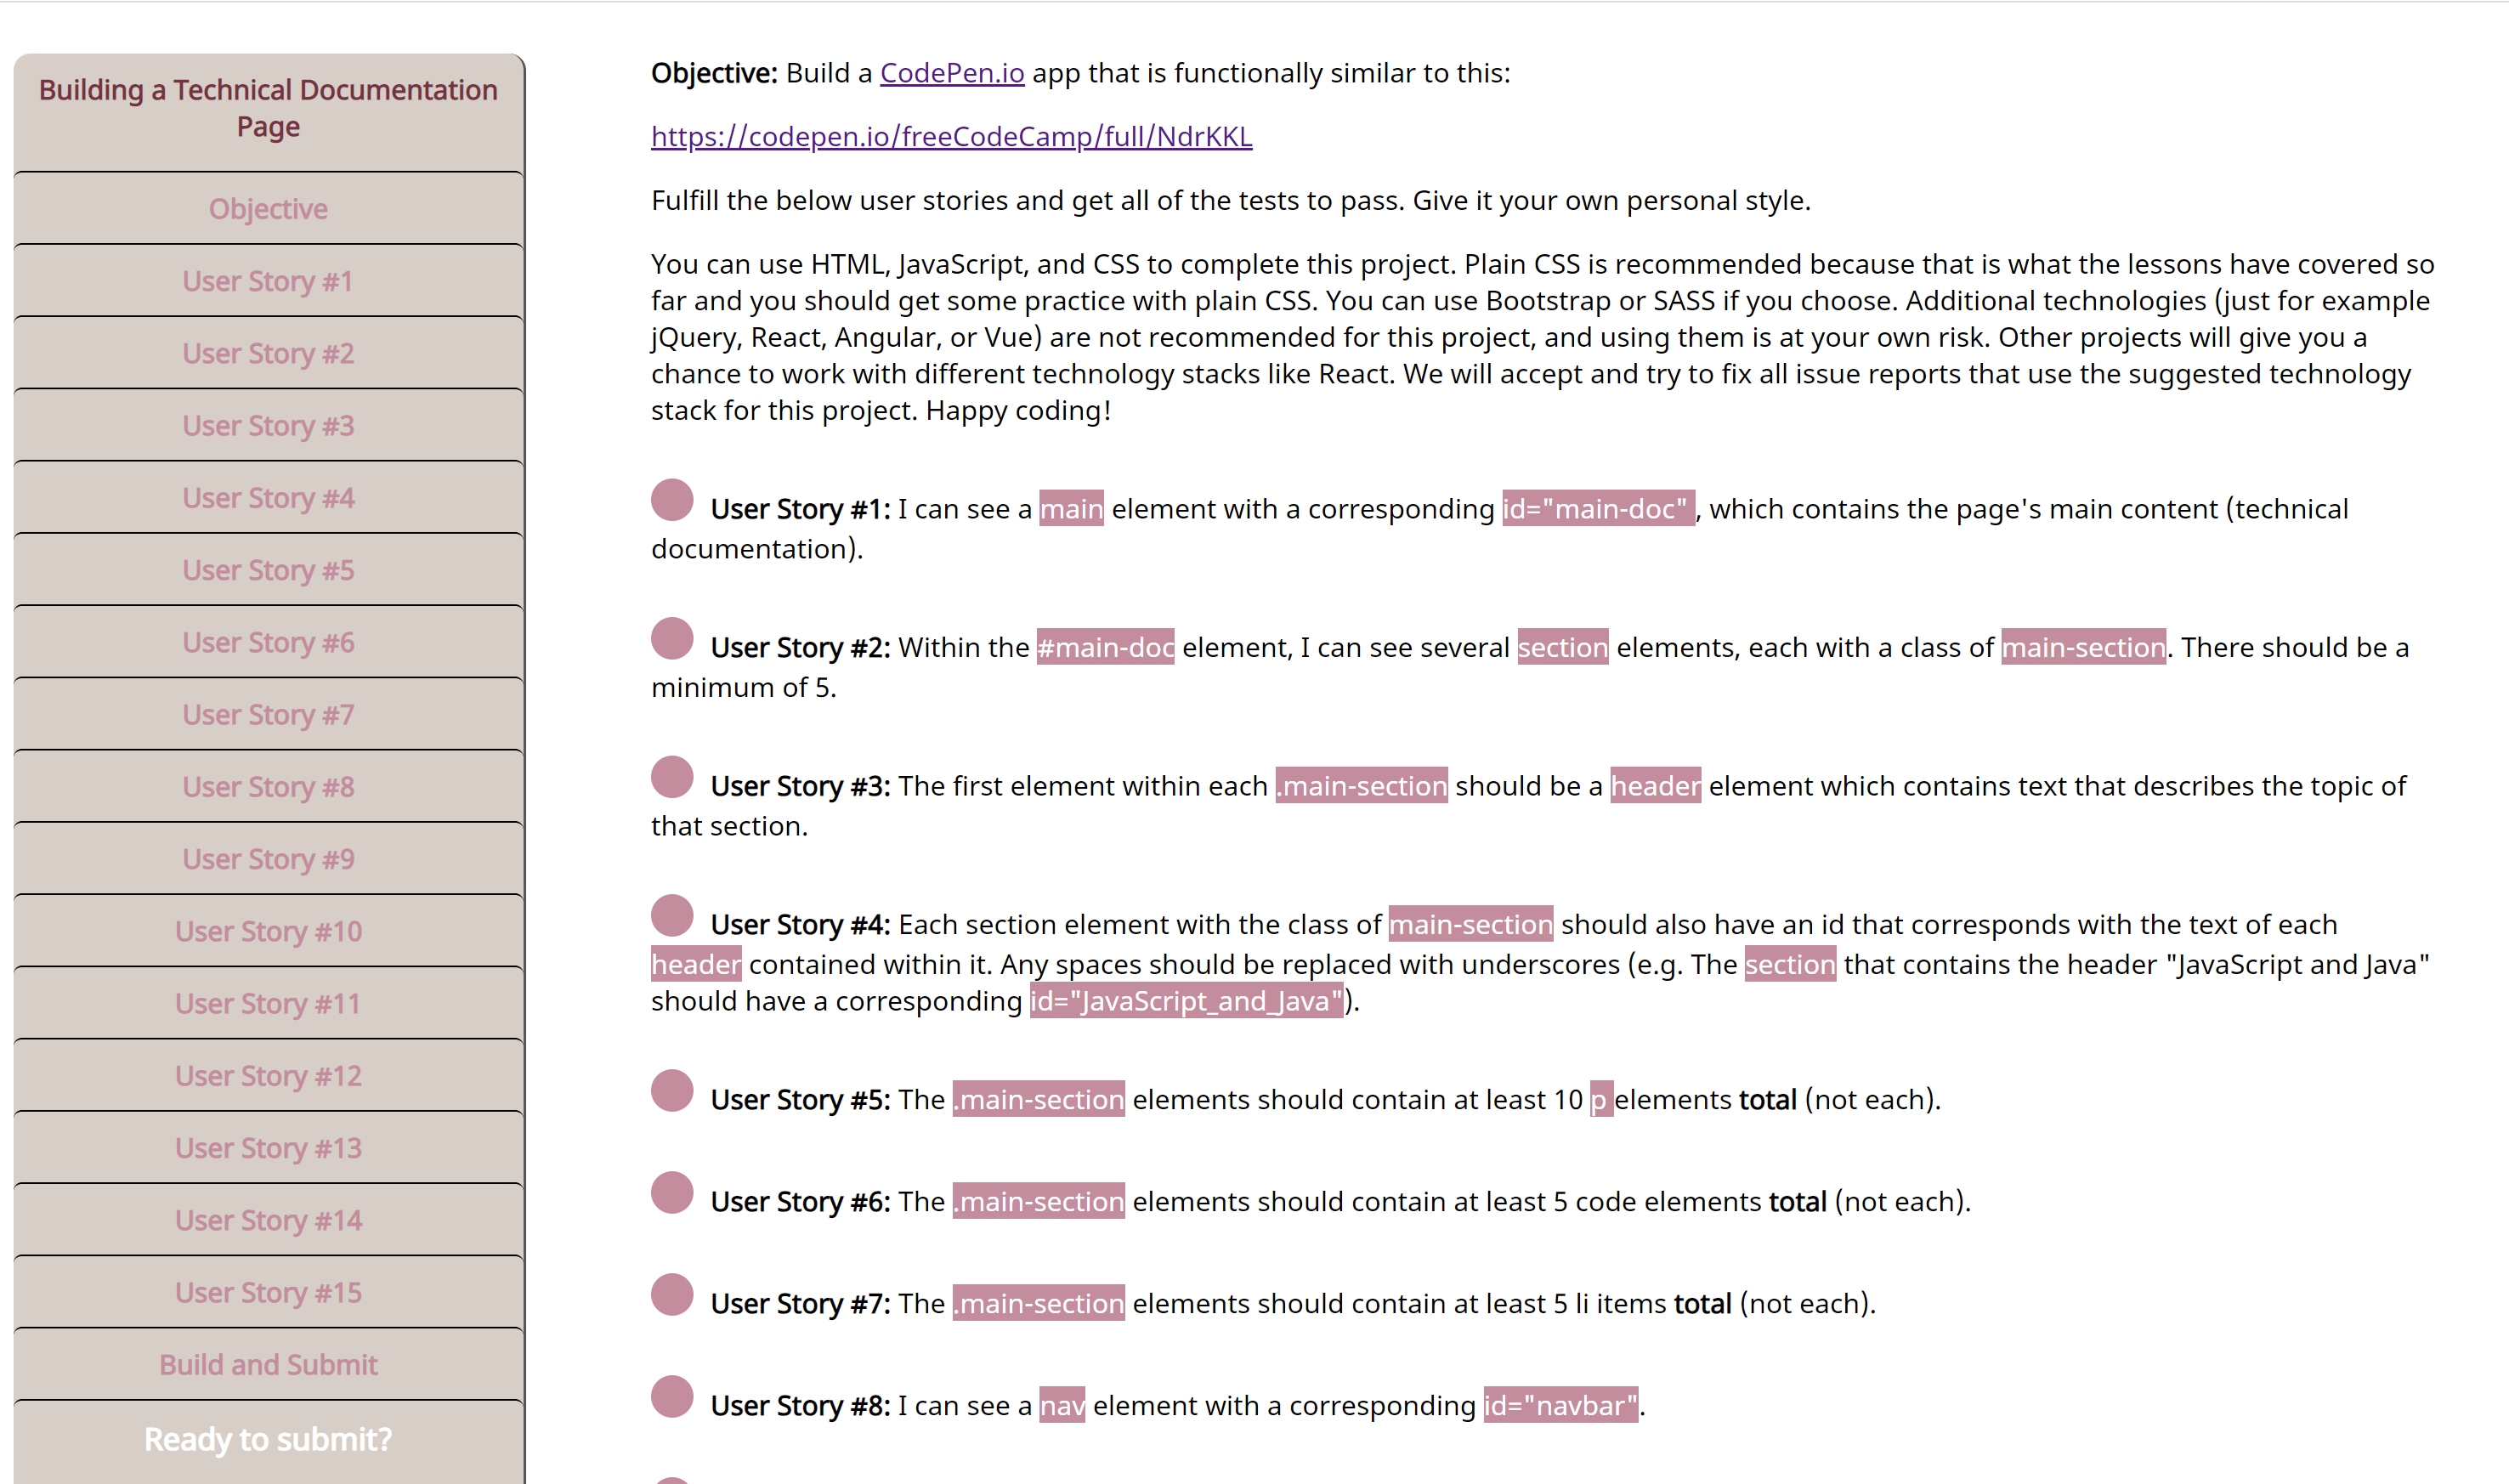 Building a Technical Documentation
Page
Objective
User Story #1
User Story #2
User Story #3
User Story #4
User Story #5
User Story #6
User Story #7
User Story #8
User Story #9
User Story #10
User Story #11
User Story #12
User Story #13
User Story #14
User Story #15
Build and Submit
Ready to submit?
Objective: Build a CodePen.io app that is functionally similar to this:
https://codepen.io/freeCodeCamp/full/NdrKKL
Fulfill the below user stories and get all of the tests to pass. Give it your own personal style.
You can use HTML, JavaScript, and CSS to complete this project. Plain CSS is recommended because that is what the lessons have covered so
far and you should get some practice with plain CSS. You can use Bootstrap or SASS if you choose. Additional technologies (just for example
jQuery, React, Angular, or Vue) are not recommended for this project, and using them is at your own risk. Other projects will give you a
chance to work with different technology stacks like React. We will accept and try to fix all issue reports that use the suggested technology
stack for this project. Happy coding!
User Story #1: I can see a main element with a corresponding id="main-doc" , which contains the page's main content (technical
documentation).
User Story #2: Within the #main-doc element, I can see several section elements, each with a class of main-section. There should be a
minimum of 5.
User Story #3: The first element within each .main-section should be a header element which contains text that describes the topic of
that section.
User Story #4: Each section element with the class of main-section should also have an id that corresponds with the text of each
header contained within it. Any spaces should be replaced with underscores (e.g. The section that contains the header "JavaScript and Java"
should have a corresponding id="JavaScript_and_Java").
User Story #5: The .main-section elements should contain at least 10 p elements total (not each).
User Story #6: The .main-section elements should contain at least 5 code elements total (not each).
User Story #7: The .main-section elements should contain at least 5 li items total (not each).
User Story #8: I can see a nav element with a corresponding id="navbar".